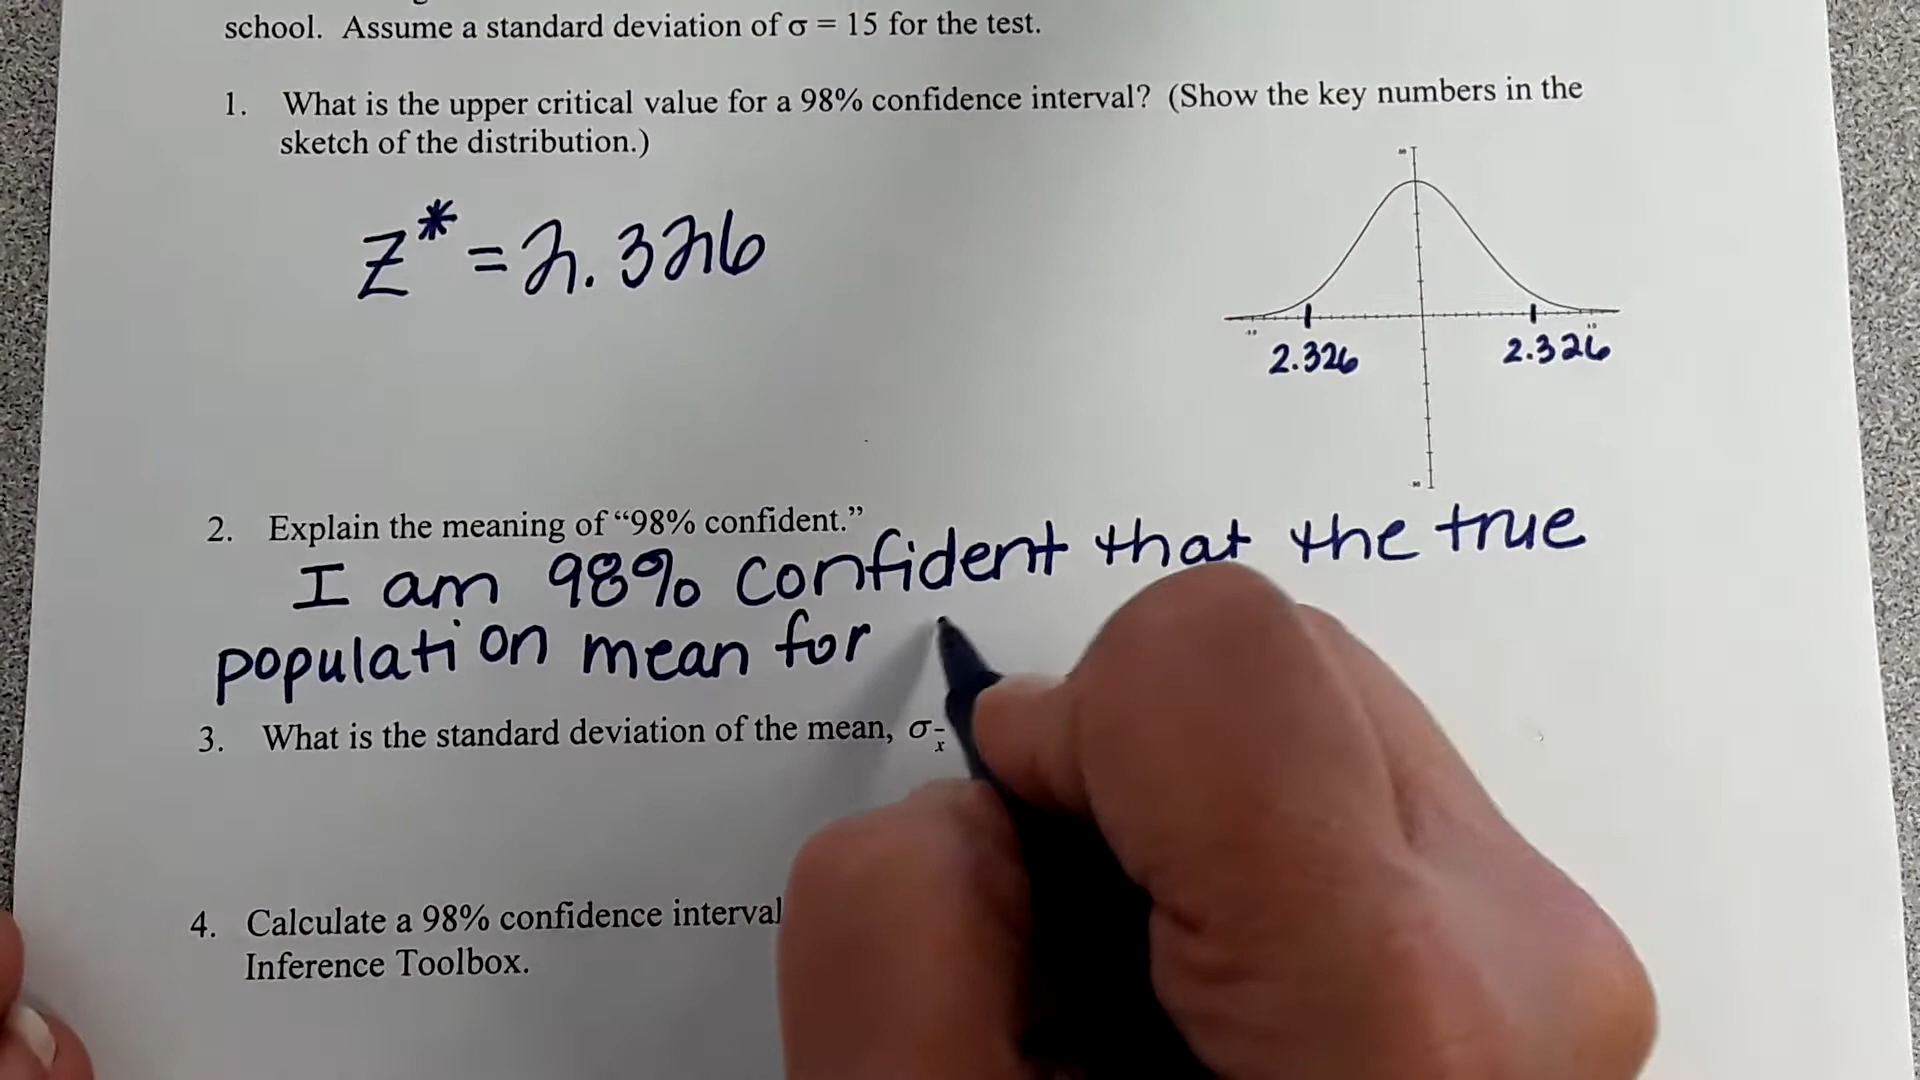 school. Assume a standard deviation of σ = 15 for the test.
1. What is the upper critical value for a 98% confidence interval? (Show the key numbers in the
sketch of the distribution.)
Z* = 2.326
2.326 2.326
2. Explain the meaning of “98% confident.”
I am 98% confident that the true
population mean for
3. What is the standard deviation of the mean, σx̄
4. Calculate a 98% confidence interval
Inference Toolbox.